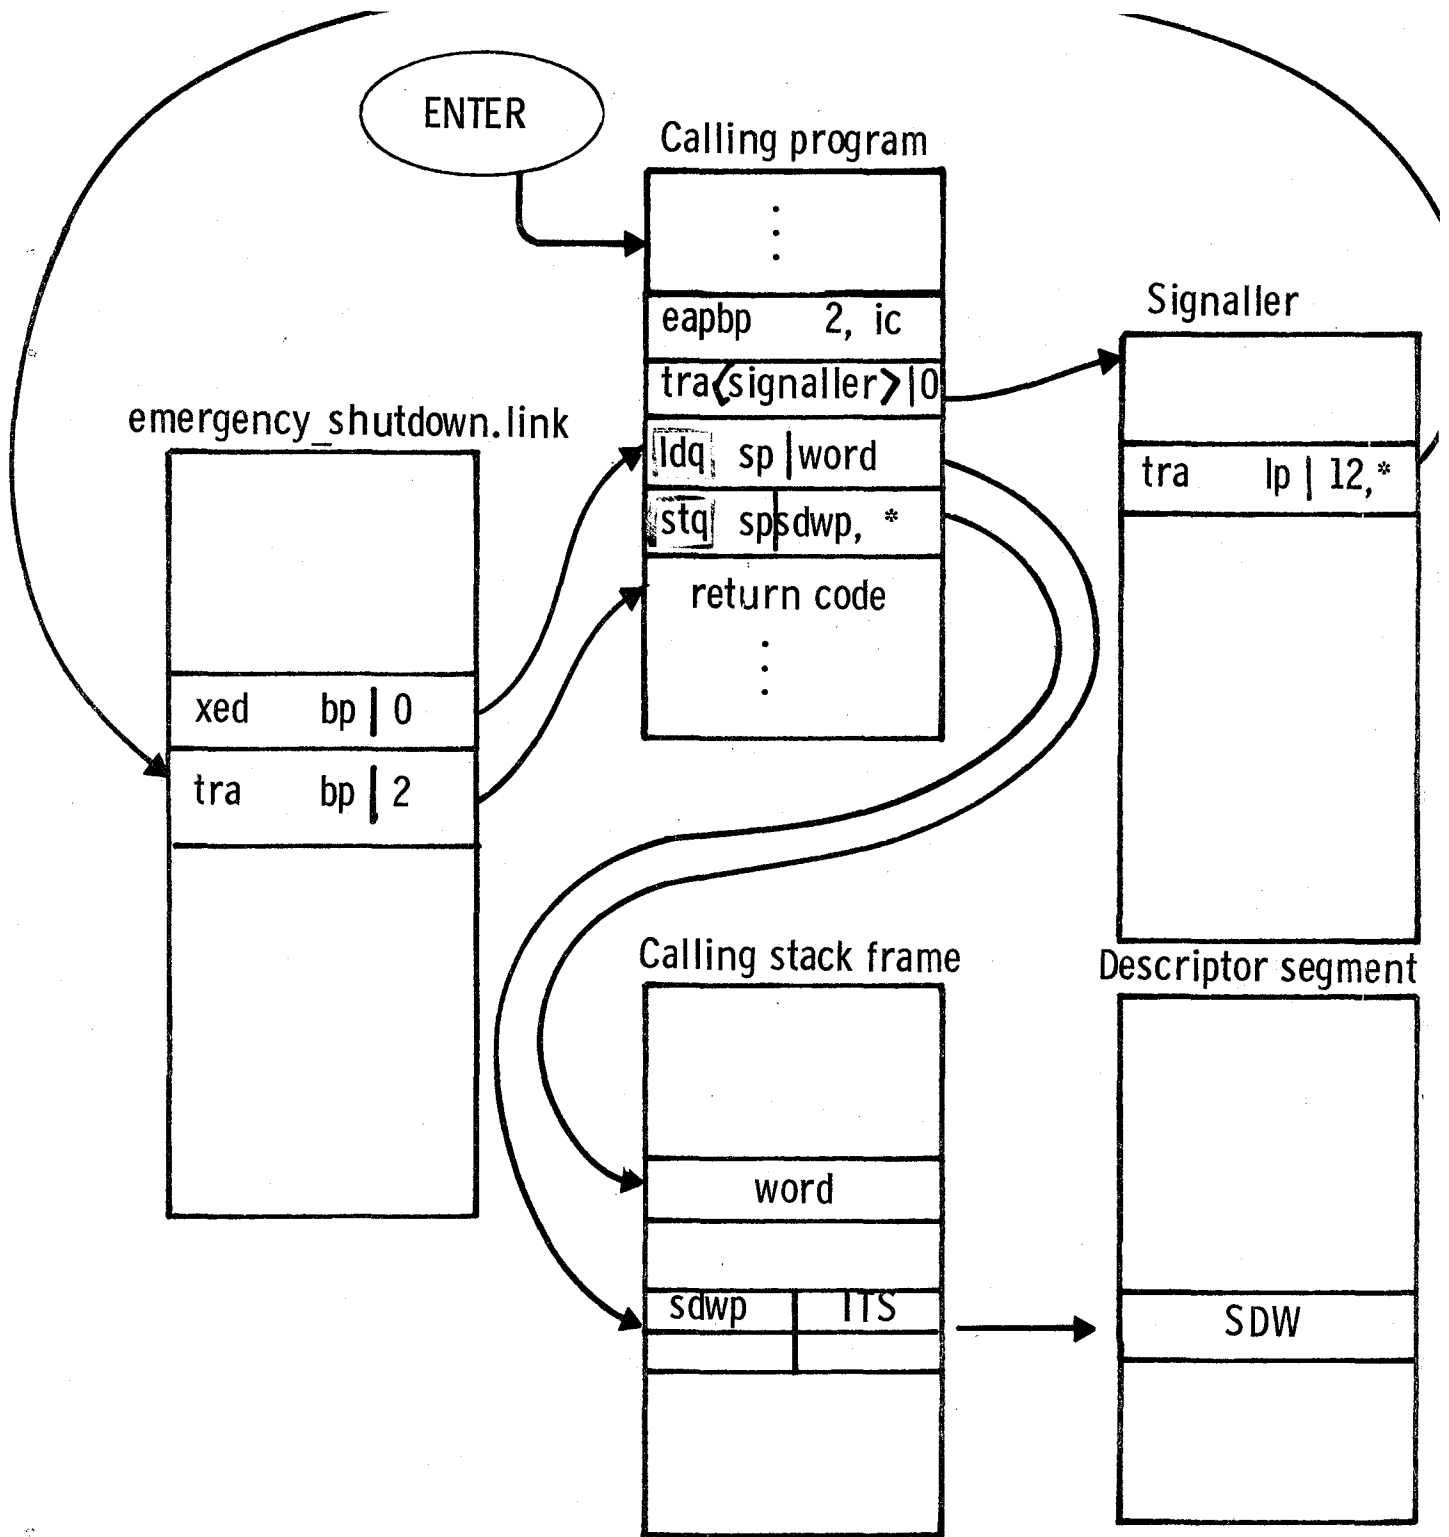 ENTER
Calling program
eapbp 2, ic
tra<signaller>|0
ldq sp|word
stq sp|sdwp, *
return code
Signaller
tra lp | 12,*
emergency_shutdown.link
xed bp | 0
tra bp | 2
Calling stack frame
word
sdwp ITS
Descriptor segment
SDW